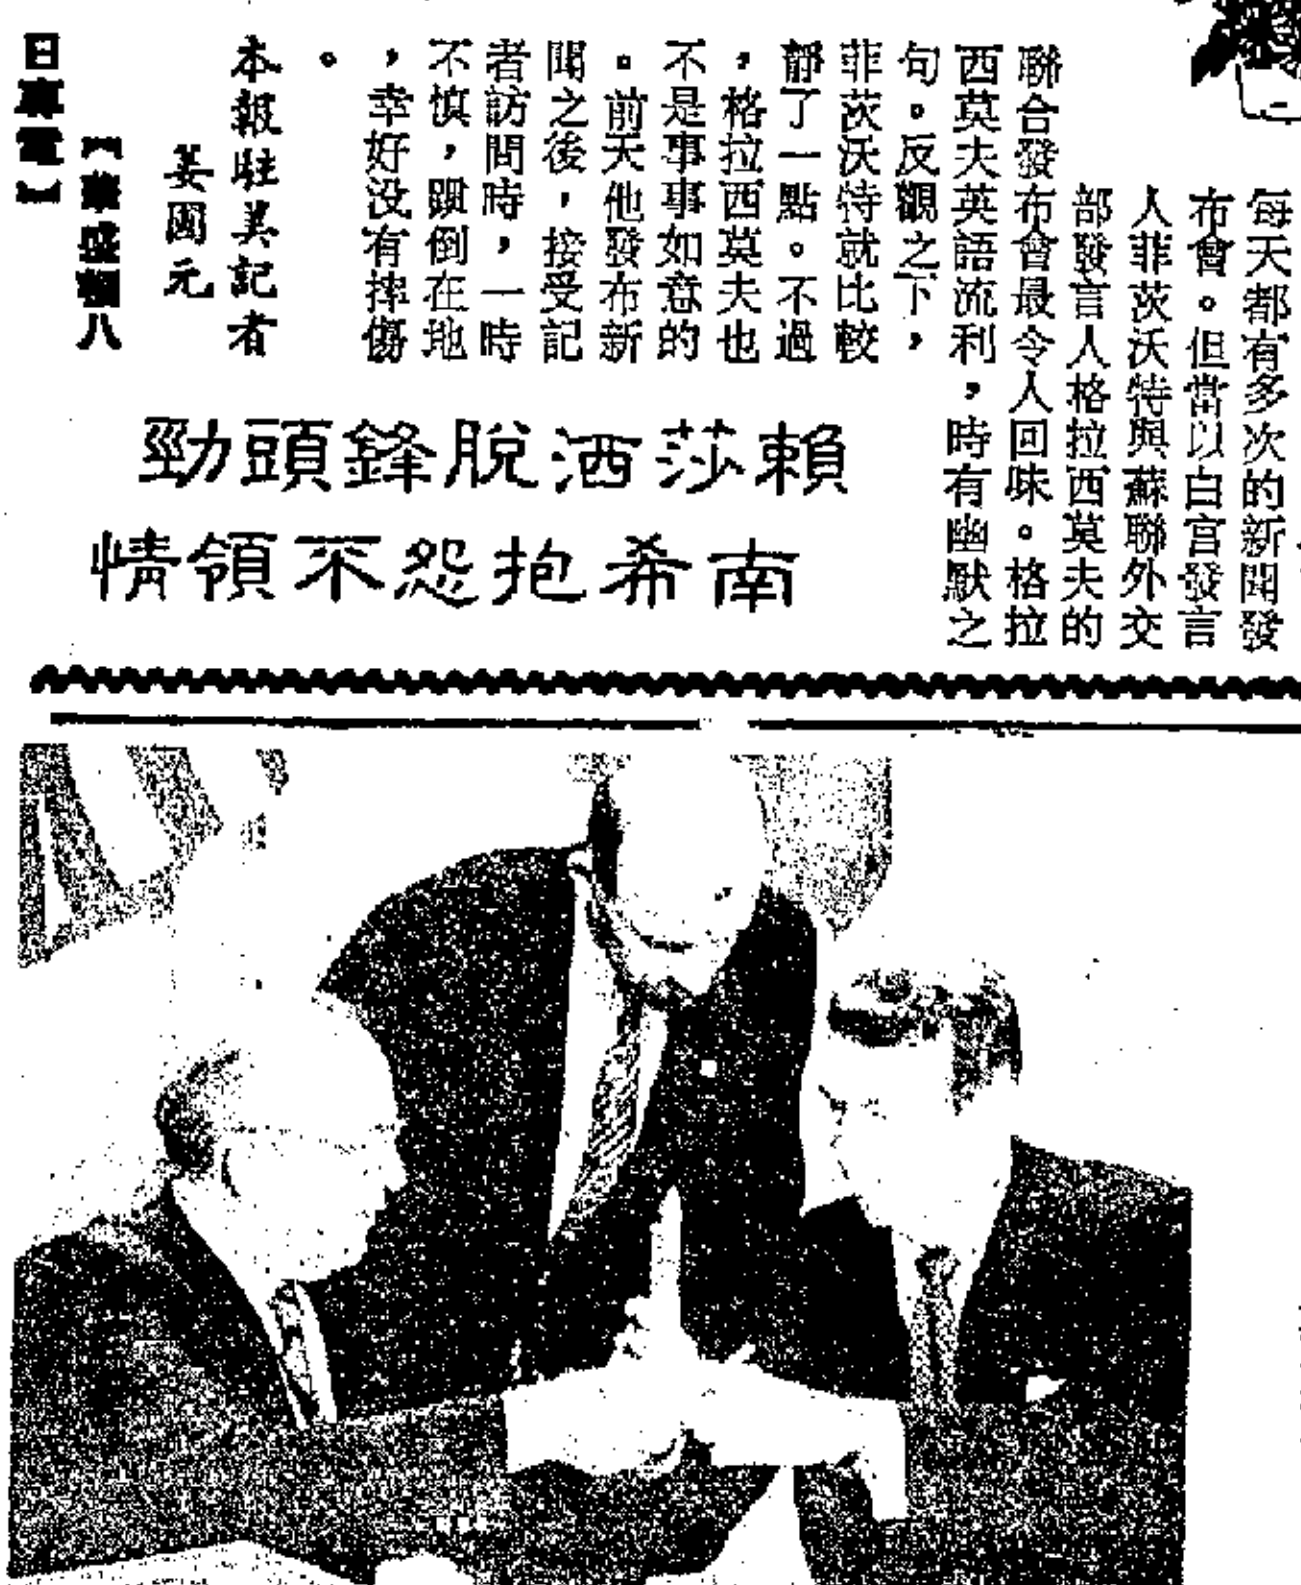 每天都有多次的新聞發
布會。但當以白宮發言
人菲茨沃特與蘇聯外交
部發言人格拉西莫夫的
聯合發布會最令人回味。格拉
西莫夫英語流利，時有幽默之
句。反觀之下，
菲茨沃特就比較
靜了一點。不過
，格拉西莫夫也
不是事事如意的
。前天他發布新
聞之後，接受記
者訪問時，一時
不慎，躓倒在地
，幸好没有摔傷
。
賴莎洒脫鋒頭勁
南希抱怨不領情
本報駐美記者
姜園元
【華盛頓八
日專電】